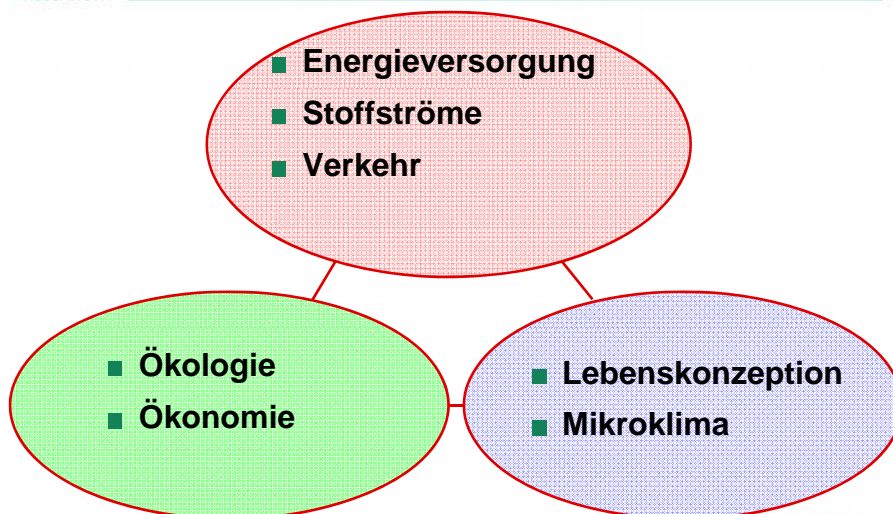 Energieversorgung
Stoffströme
Verkehr
Ökologie
Ökonomie
Lebenskonzeption
Mikroklima